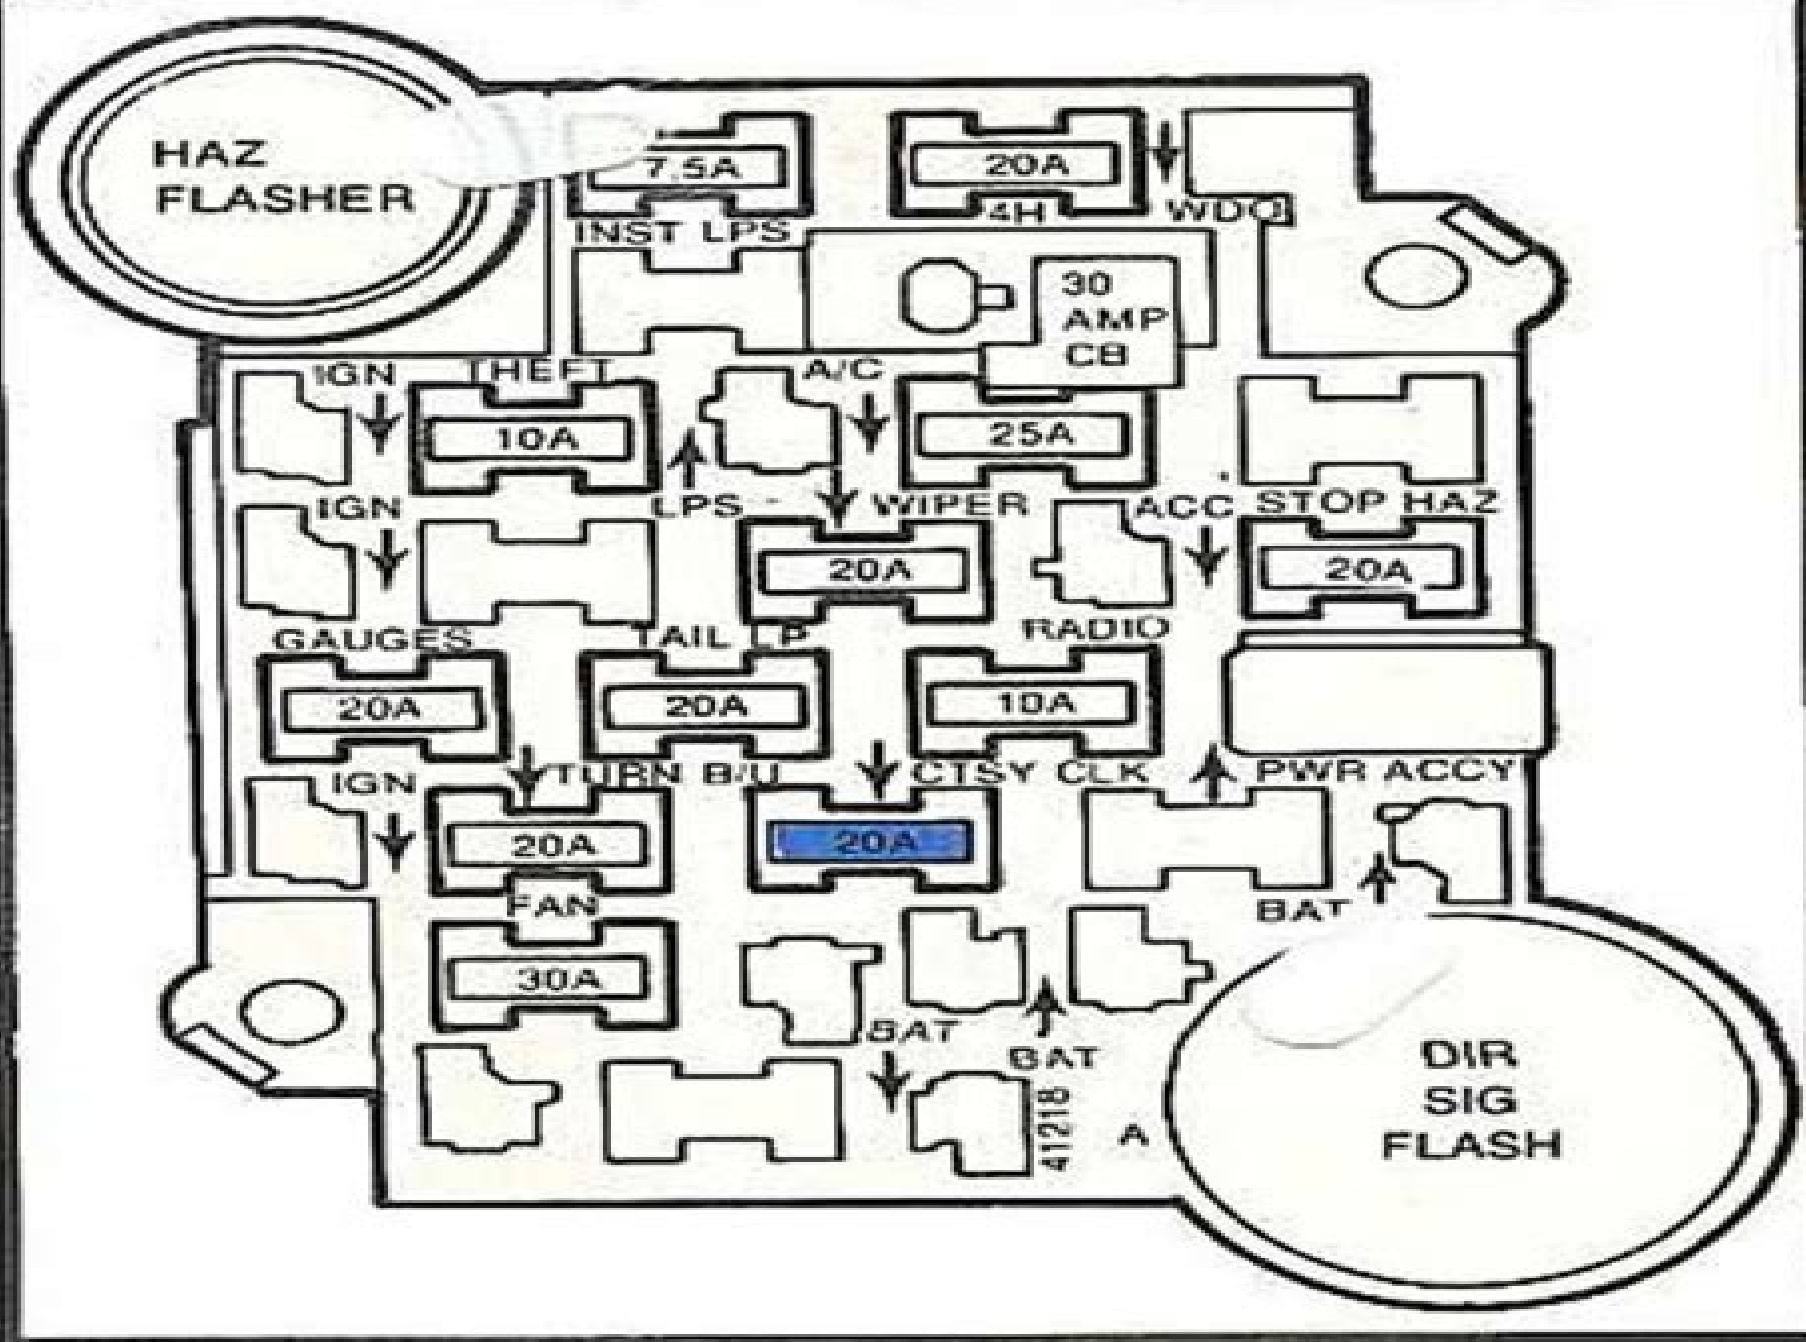 HAZ
FLASHER
7.5A
20A
INST LPS
4H
WDO
30
AMP
CB
IGN
THEFT
A/C
10A
25A
IGN
LPS
WIPER
ACC
STOP HAZ
20A
20A
GAUGES
TAIL LP
RADIO
20A
20A
10A
IGN
TURN B/U
CTSY CLK
PWR ACCY
20A
20A
FAN
BAT
30A
BAT
BAT
41218
A
DIR
SIG
FLASH